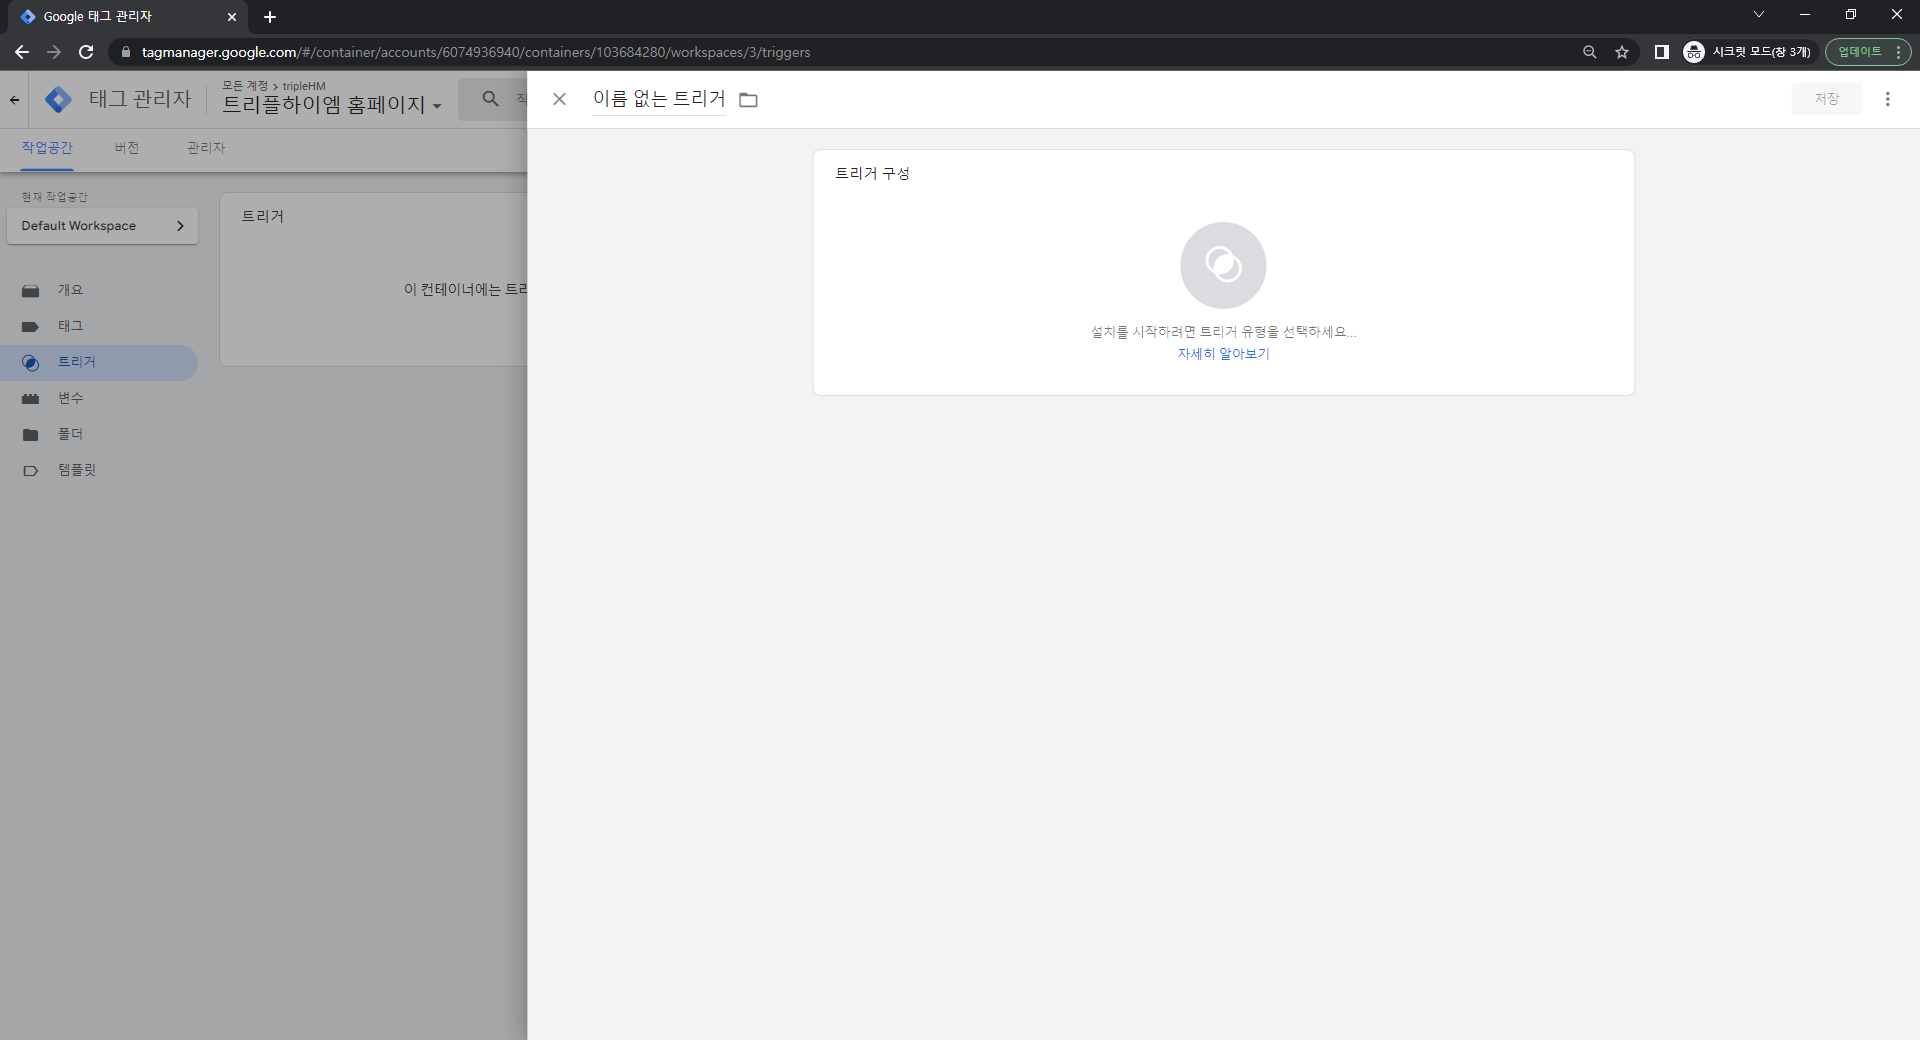 Google 태그 관리자
tagmanager.google.com/#/container/accounts/6074936940/containers/103684280/workspaces/3/triggers
시크릿 모드(창 3개)
업데이트
태그 관리자
모든 계정 > tripleHM
트리플하이엠 홈페이지
이름 없는 트리거
저장
작업공간
버전
관리자
현재 작업공간
Default Workspace
개요
태그
트리거
변수
폴더
템플릿
트리거
이 컨테이너에는 트리
트리거 구성
설치를 시작하려면 트리거 유형을 선택하세요...
자세히 알아보기